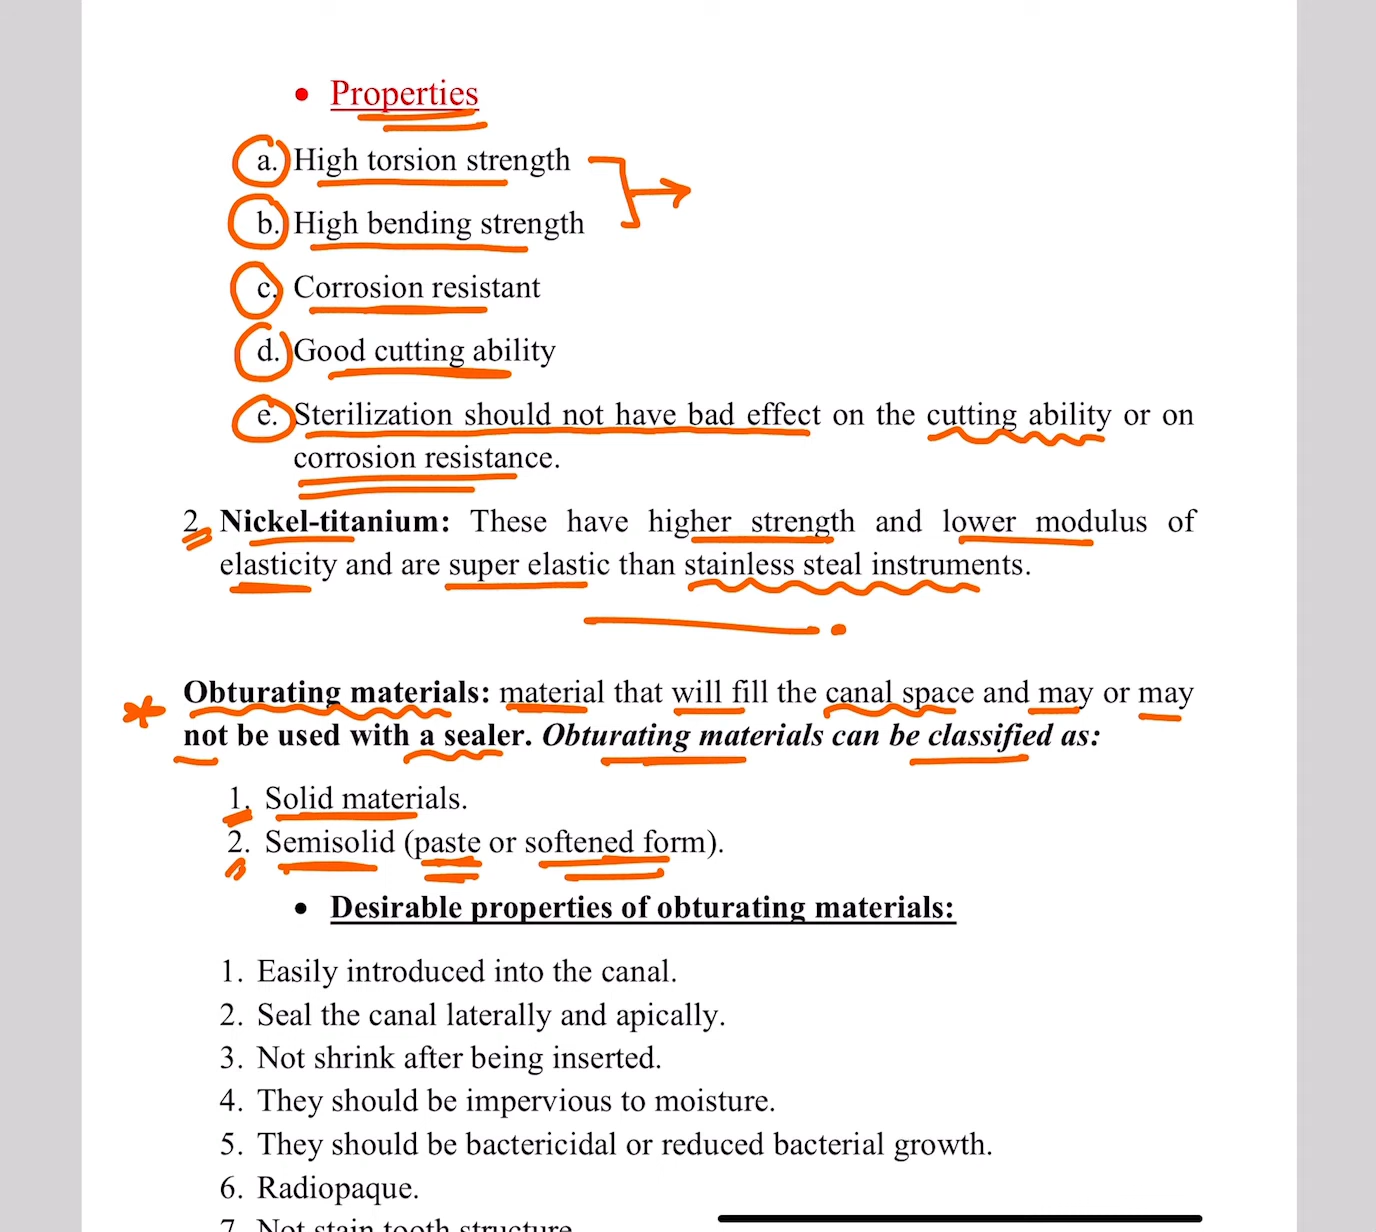 • Properties
a. High torsion strength
b. High bending strength
c. Corrosion resistant
d. Good cutting ability
e. Sterilization should not have bad effect on the cutting ability or on
corrosion resistance.
2. Nickel-titanium: These have higher strength and lower modulus of
elasticity and are super elastic than stainless steal instruments.
Obturating materials: material that will fill the canal space and may or may
not be used with a sealer. Obturating materials can be classified as:
1. Solid materials.
2. Semisolid (paste or softened form).
• Desirable properties of obturating materials:
1. Easily introduced into the canal.
2. Seal the canal laterally and apically.
3. Not shrink after being inserted.
4. They should be impervious to moisture.
5. They should be bactericidal or reduced bacterial growth.
6. Radiopaque.
7. Not stain tooth structure